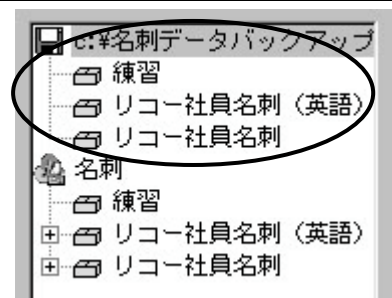 c:¥名刺データバックアップ
練習
リコー社員名刺（英語）
リコー社員名刺
名刺
練習
リコー社員名刺（英語）
リコー社員名刺